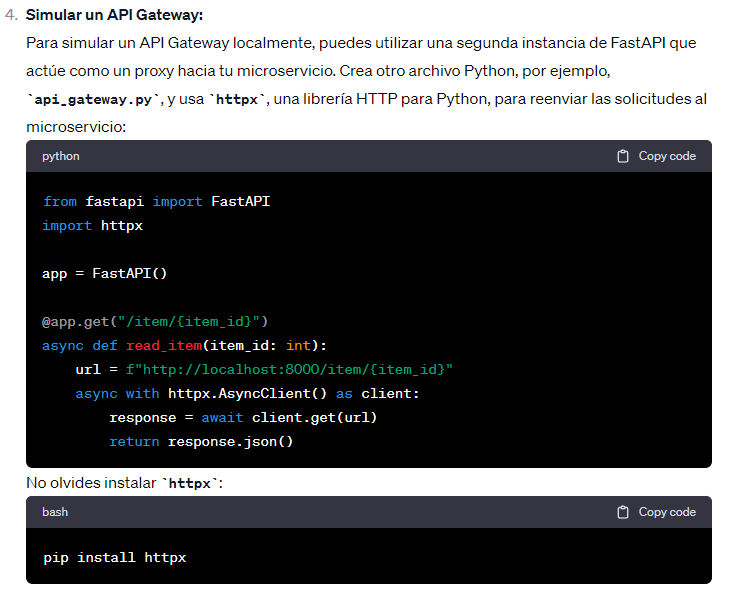 4. Simular un API Gateway:
Para simular un API Gateway localmente, puedes utilizar una segunda instancia de FastAPI que
actúe como un proxy hacia tu microservicio. Crea otro archivo Python, por ejemplo,
`api_gateway.py`, y usa `httpx`, una librería HTTP para Python, para reenviar las solicitudes al
microservicio:
python Copy code
from fastapi import FastAPI
import httpx
app = FastAPI()
@app.get("/item/{item_id}")
async def read_item(item_id: int):
    url = f"http://localhost:8000/item/{item_id}"
    async with httpx.AsyncClient() as client:
        response = await client.get(url)
        return response.json()
No olvides instalar `httpx`:
bash Copy code
pip install httpx